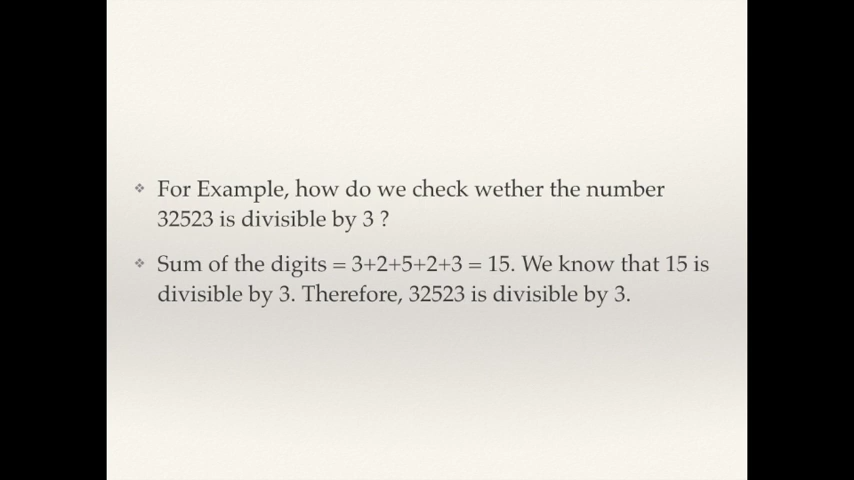 ❖ For Example, how do we check wether the number
32523 is divisible by 3 ?
❖ Sum of the digits = 3+2+5+2+3 = 15. We know that 15 is
divisible by 3. Therefore, 32523 is divisible by 3.